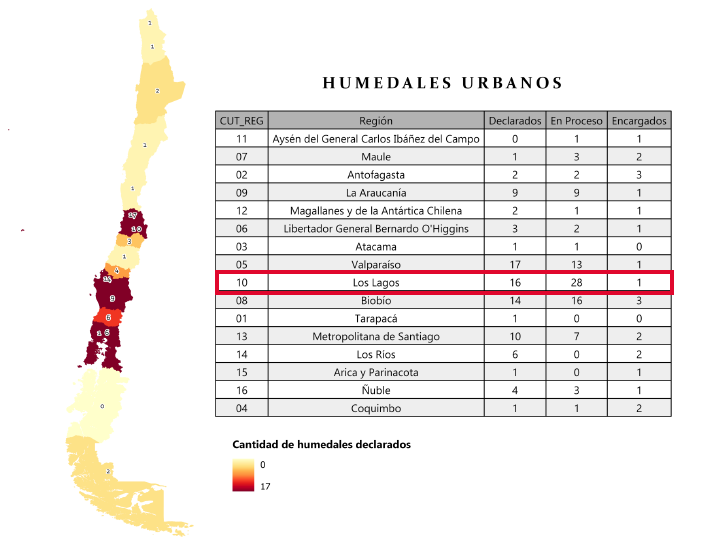 HUMEDALES URBANOS
CUT_REG Región Declarados En Proceso Encargados
11 Aysén del General Carlos Ibáñez del Campo 0 1 1
07 Maule 1 3 2
02 Antofagasta 2 2 3
09 La Araucanía 9 9 1
12 Magallanes y de la Antártica Chilena 2 1 1
06 Libertador General Bernardo O'Higgins 3 2 1
03 Atacama 1 1 0
05 Valparaíso 17 13 1
10 Los Lagos 16 28 1
08 Biobío 14 16 3
01 Tarapacá 1 0 0
13 Metropolitana de Santiago 10 7 2
14 Los Ríos 6 0 2
15 Arica y Parinacota 1 0 1
16 Ñuble 4 3 1
04 Coquimbo 1 1 2
Cantidad de humedales declarados
0
17
1
1
2
1
1
17
10
3
1
4
14
9
6
16
0
2